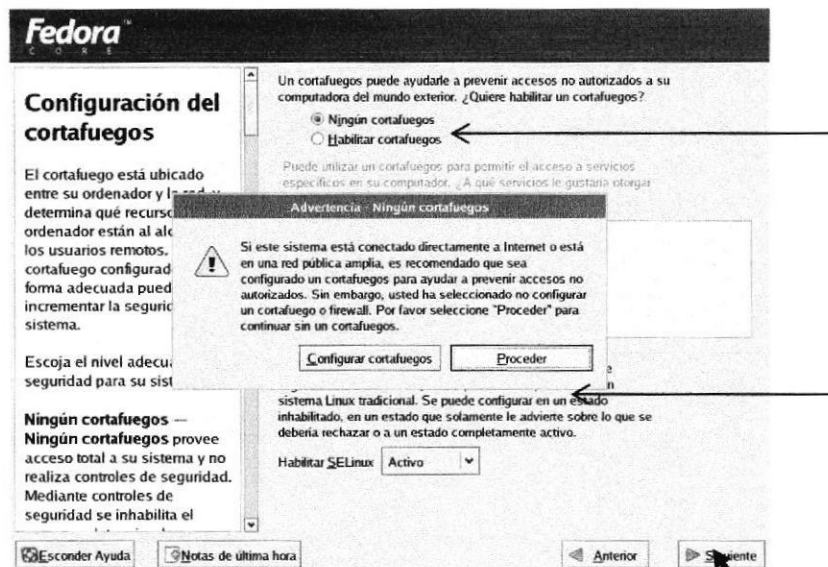 Fedora™
CORE
Configuración del
cortafuegos
El cortafuego está ubicado
entre su ordenador y la red, y
determina qué recurso
ordenador están al alc
los usuarios remotos.
cortafuego configurad
forma adecuada pued
incrementar la segurid
sistema.
Escoja el nivel adecua
seguridad para su sist
Ningún cortafuegos —
Ningún cortafuegos provee
acceso total a su sistema y no
realiza controles de seguridad.
Mediante controles de
seguridad se inhabilita el
Un cortafuegos puede ayudarle a prevenir accesos no autorizados a su
computadora del mundo exterior. ¿Quiere habilitar un cortafuegos?
Ningún cortafuegos
Habilitar cortafuegos
Puede utilizar un cortafuegos para permitir el acceso a servicios
específicos en su computador. ¿A qué servicios le gustaría otorgar
Advertencia - Ningún cortafuegos
Si este sistema está conectado directamente a Internet o está
en una red pública amplia, es recomendado que sea
configurado un cortafuegos para ayudar a prevenir accesos no
autorizados. Sin embargo, usted ha seleccionado no configurar
un cortafuego o firewall. Por favor seleccione "Proceder" para
continuar sin un cortafuegos.
Configurar cortafuegos
Proceder
sistema Linux tradicional. Se puede configurar en un estado
inhabilitado, en un estado que solamente le advierte sobre lo que se
debería rechazar o a un estado completamente activo.
Habilitar SELinux Activo
Esconder Ayuda
Notas de última hora
Anterior
Siguiente